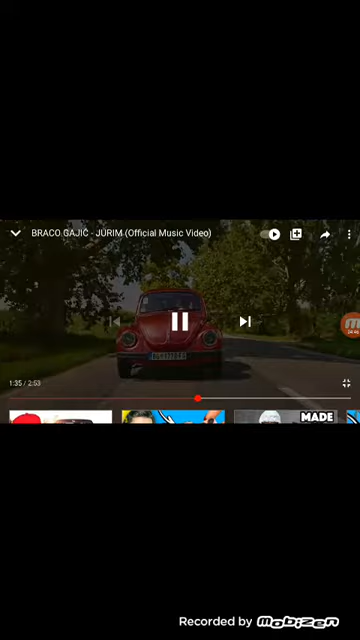 BRACO GAJIĆ - JURIM (Official Music Video)
1:35 / 2:53
MADE
Recorded by mobizen